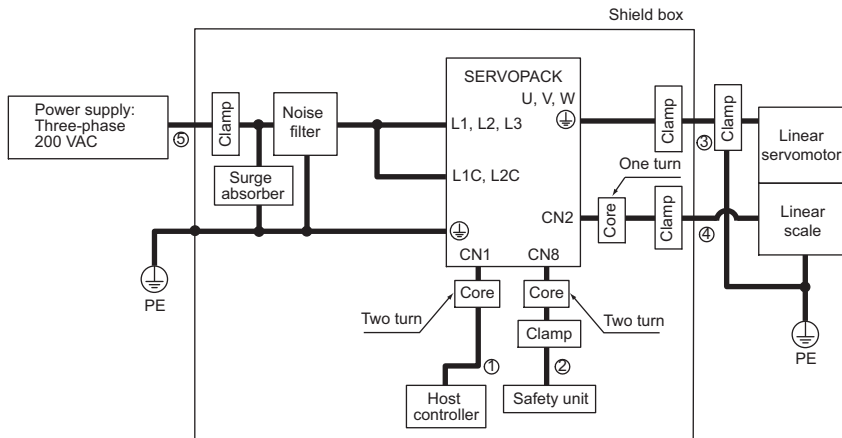 Shield box
SERVOPACK
U, V, W
Power supply:
Three-phase
200 VAC
⑤
Clamp
Noise
filter
L1, L2, L3
Clamp
Clamp
③
Linear
servomotor
Surge
absorber
L1C, L2C
One turn
CN2
Core
Clamp
④
Linear
scale
PE
CN1
CN8
Core
Core
Two turn
Clamp
Two turn
PE
①
②
Host
controller
Safety unit